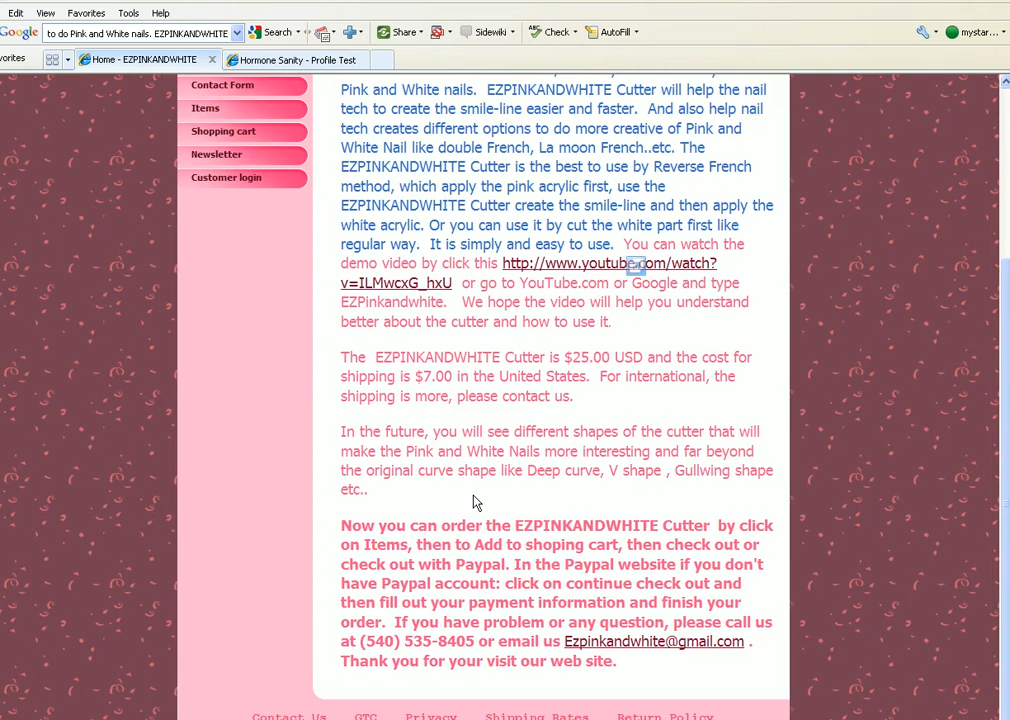 Edit View Favorites Tools Help
Google to do Pink and White nails. EZPINKANDWHITE Search Share Sidewiki Check AutoFill mystar...
vorites Home - EZPINKANDWHITE Hormone Sanity - Profile Test
Contact Form
Items
Shopping cart
Newsletter
Customer login
Pink and White nails. EZPINKANDWHITE Cutter will help the nail
tech to create the smile-line easier and faster. And also help nail
tech creates different options to do more creative of Pink and
White Nail like double French, La moon French..etc. The
EZPINKANDWHITE Cutter is the best to use by Reverse French
method, which apply the pink acrylic first, use the
EZPINKANDWHITE Cutter create the smile-line and then apply the
white acrylic. Or you can use it by cut the white part first like
regular way. It is simply and easy to use. You can watch the
demo video by click this http://www.youtube.com/watch?
v=ILMwcxG_hxU or go to YouTube.com or Google and type
EZPinkandwhite. We hope the video will help you understand
better about the cutter and how to use it.
The EZPINKANDWHITE Cutter is $25.00 USD and the cost for
shipping is $7.00 in the United States. For international, the
shipping is more, please contact us.
In the future, you will see different shapes of the cutter that will
make the Pink and White Nails more interesting and far beyond
the original curve shape like Deep curve, V shape , Gullwing shape
etc..
Now you can order the EZPINKANDWHITE Cutter by click
on Items, then to Add to shoping cart, then check out or
check out with Paypal. In the Paypal website if you don't
have Paypal account: click on continue check out and
then fill out your payment information and finish your
order. If you have problem or any question, please call us
at (540) 535-8405 or email us Ezpinkandwhite@gmail.com .
Thank you for your visit our web site.
Contact Us GTC Privacy Shipping Rates Return Policy